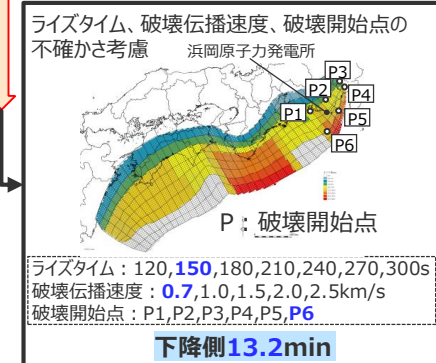 ライズタイム、破壊伝播速度、破壊開始点の
不確かさ考慮
浜岡原子力発電所
P3
P2
P4
P1
P5
P6
P：破壊開始点
ライズタイム：120,150,180,210,240,270,300s
破壊伝播速度：0.7,1.0,1.5,2.0,2.5km/s
破壊開始点：P1,P2,P3,P4,P5,P6
下降側13.2min